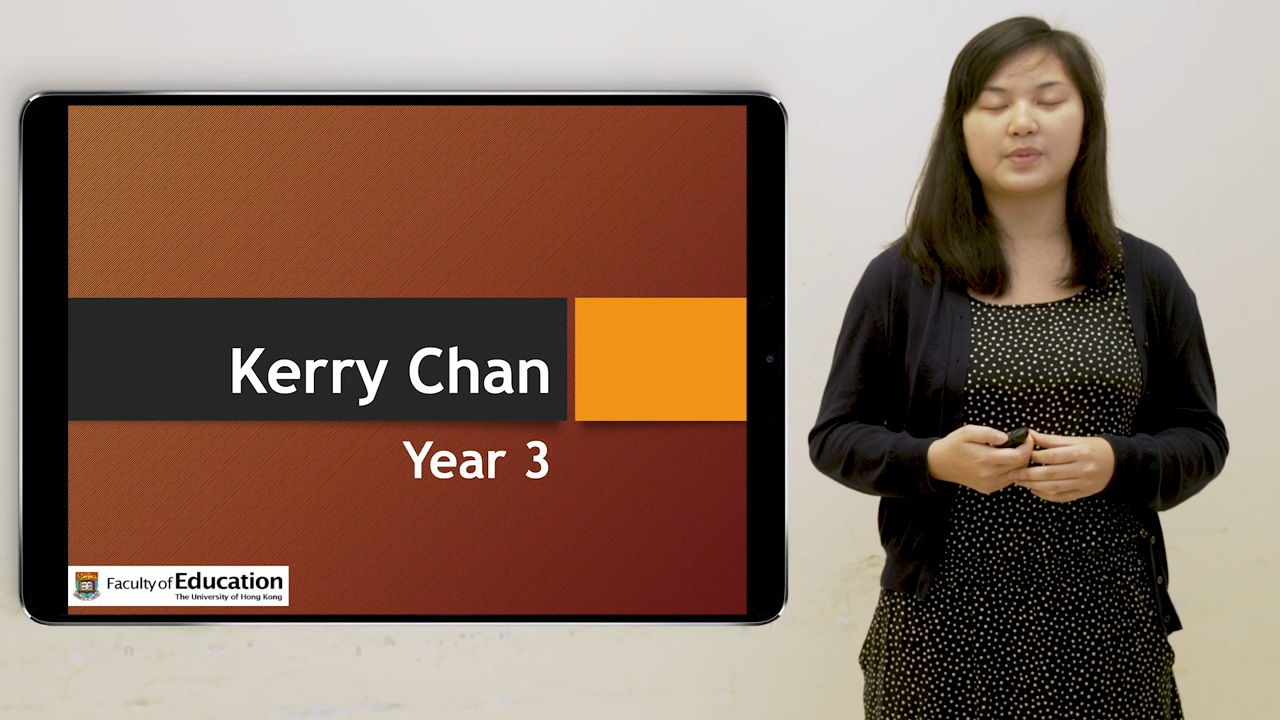 Kerry Chan
Year 3
Faculty of Education
The University of Hong Kong